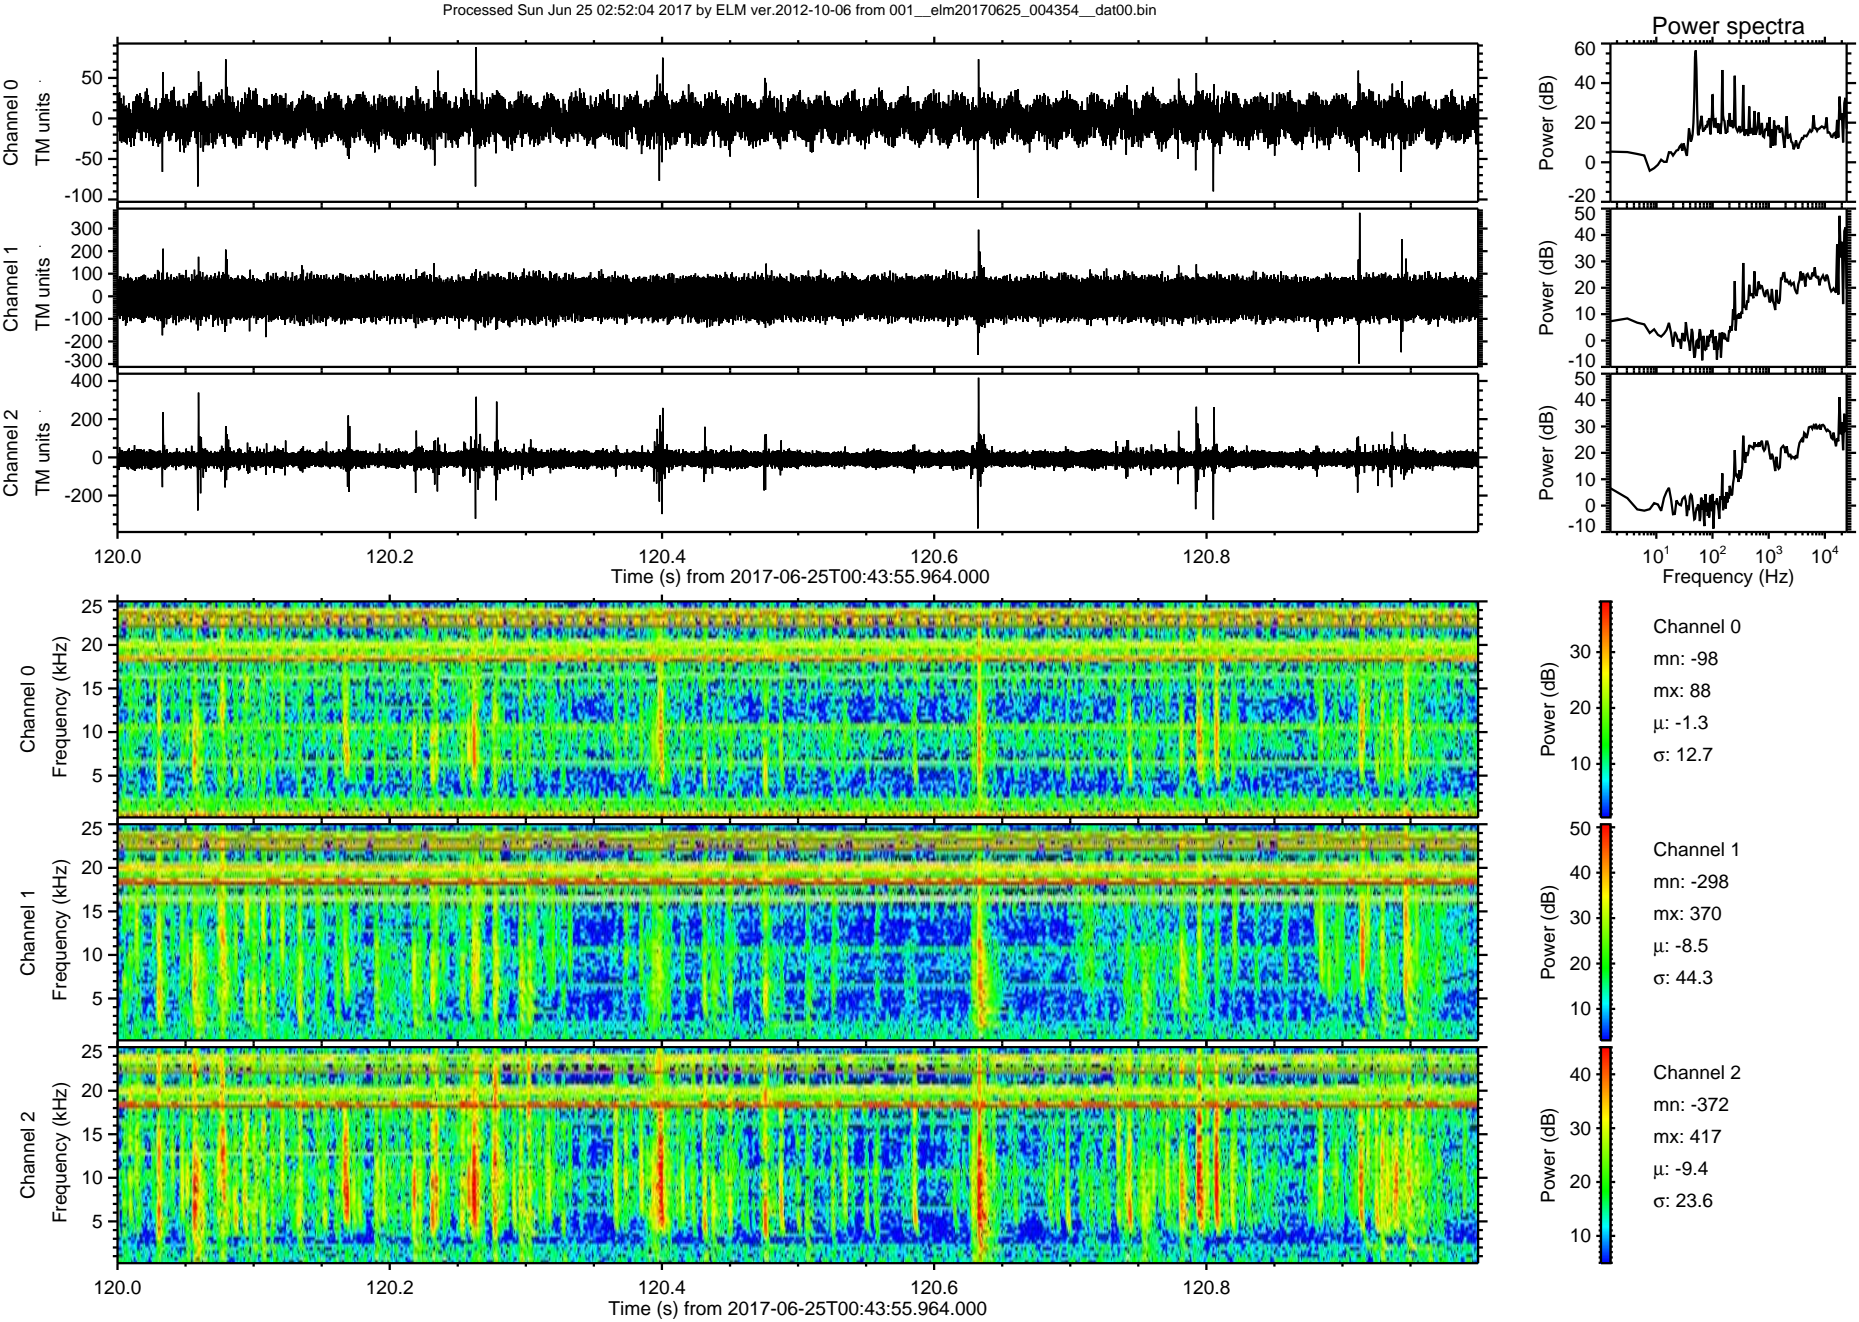 Processed Sun Jun 25 02:52:04 2017 by ELM ver.2012-10-06 from 001__elm20170625_004354__dat00.bin
Power spectra
Channel 0
TM units
50
0
-50
-100
Power (dB)
60
40
20
0
-20
Channel 1
TM units
300
200
100
0
-100
-200
-300
Power (dB)
50
40
30
20
10
0
-10
Channel 2
TM units
400
200
0
-200
Power (dB)
50
40
30
20
10
0
-10
120.0 120.2 120.4 120.6 120.8
Time (s) from 2017-06-25T00:43:55.964.000
10^1 10^2 10^3 10^4
Frequency (Hz)
Channel 0
Frequency (kHz)
25
20
15
10
5
Power (dB)
30
20
10
Channel 0
mn: -98
mx: 88
μ: -1.3
σ: 12.7
Channel 1
Frequency (kHz)
25
20
15
10
5
Power (dB)
50
40
30
20
10
Channel 1
mn: -298
mx: 370
μ: -8.5
σ: 44.3
Channel 2
Frequency (kHz)
25
20
15
10
5
Power (dB)
40
30
20
10
Channel 2
mn: -372
mx: 417
μ: -9.4
σ: 23.6
120.0 120.2 120.4 120.6 120.8
Time (s) from 2017-06-25T00:43:55.964.000